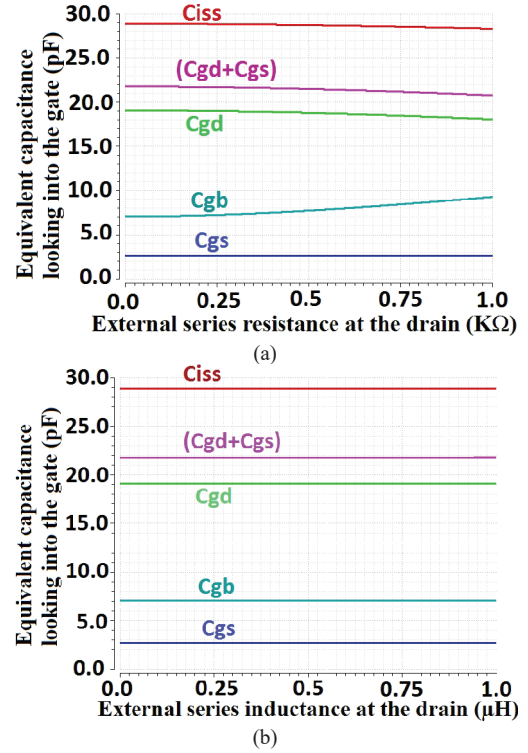 30.0
Ciss
25.0
(Cgd+Cgs)
20.0
Cgd
15.0
10.0
Cgb
5.0
Cgs
0.0
Equivalent capacitance
looking into the gate (pF)
0.0 0.25 0.5 0.75 1.0
External series resistance at the drain (KΩ)
(a)
Ciss
30.0
25.0
(Cgd+Cgs)
20.0
Cgd
15.0
10.0
Cgb
5.0
Cgs
0.0
Equivalent capacitance
looking into the gate (pF)
0.0 0.25 0.5 0.75 1.0
External series inductance at the drain (μH)
(b)